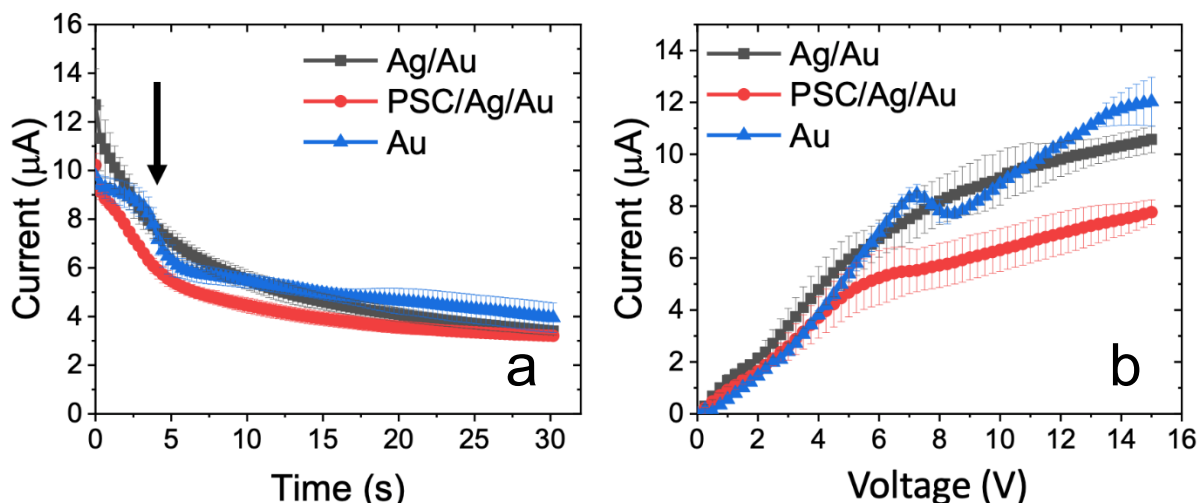 16
14
12
10
8
6
4
2
0
Current (µA)
Ag/Au
PSC/Ag/Au
Au
a
0 5 10 15 20 25 30
Time (s)
16
14
12
10
8
6
4
2
0
Current (µA)
Ag/Au
PSC/Ag/Au
Au
b
0 2 4 6 8 10 12 14 16
Voltage (V)